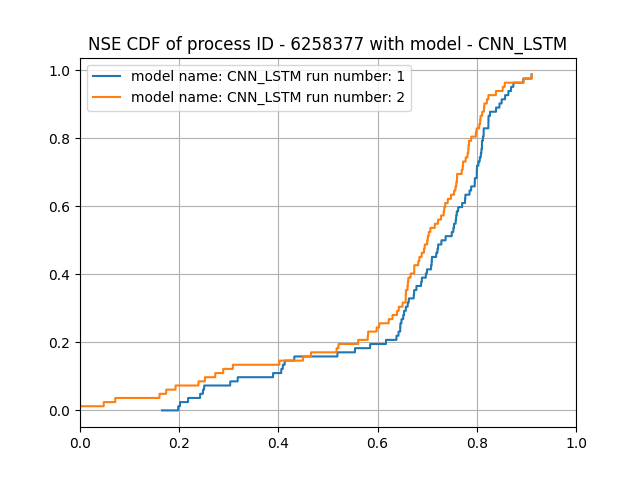 NSE CDF of process ID - 6258377 with model - CNN_LSTM
model name: CNN_LSTM run number: 1
model name: CNN_LSTM run number: 2
1.0
0.8
0.6
0.4
0.2
0.0
0.0 0.2 0.4 0.6 0.8 1.0